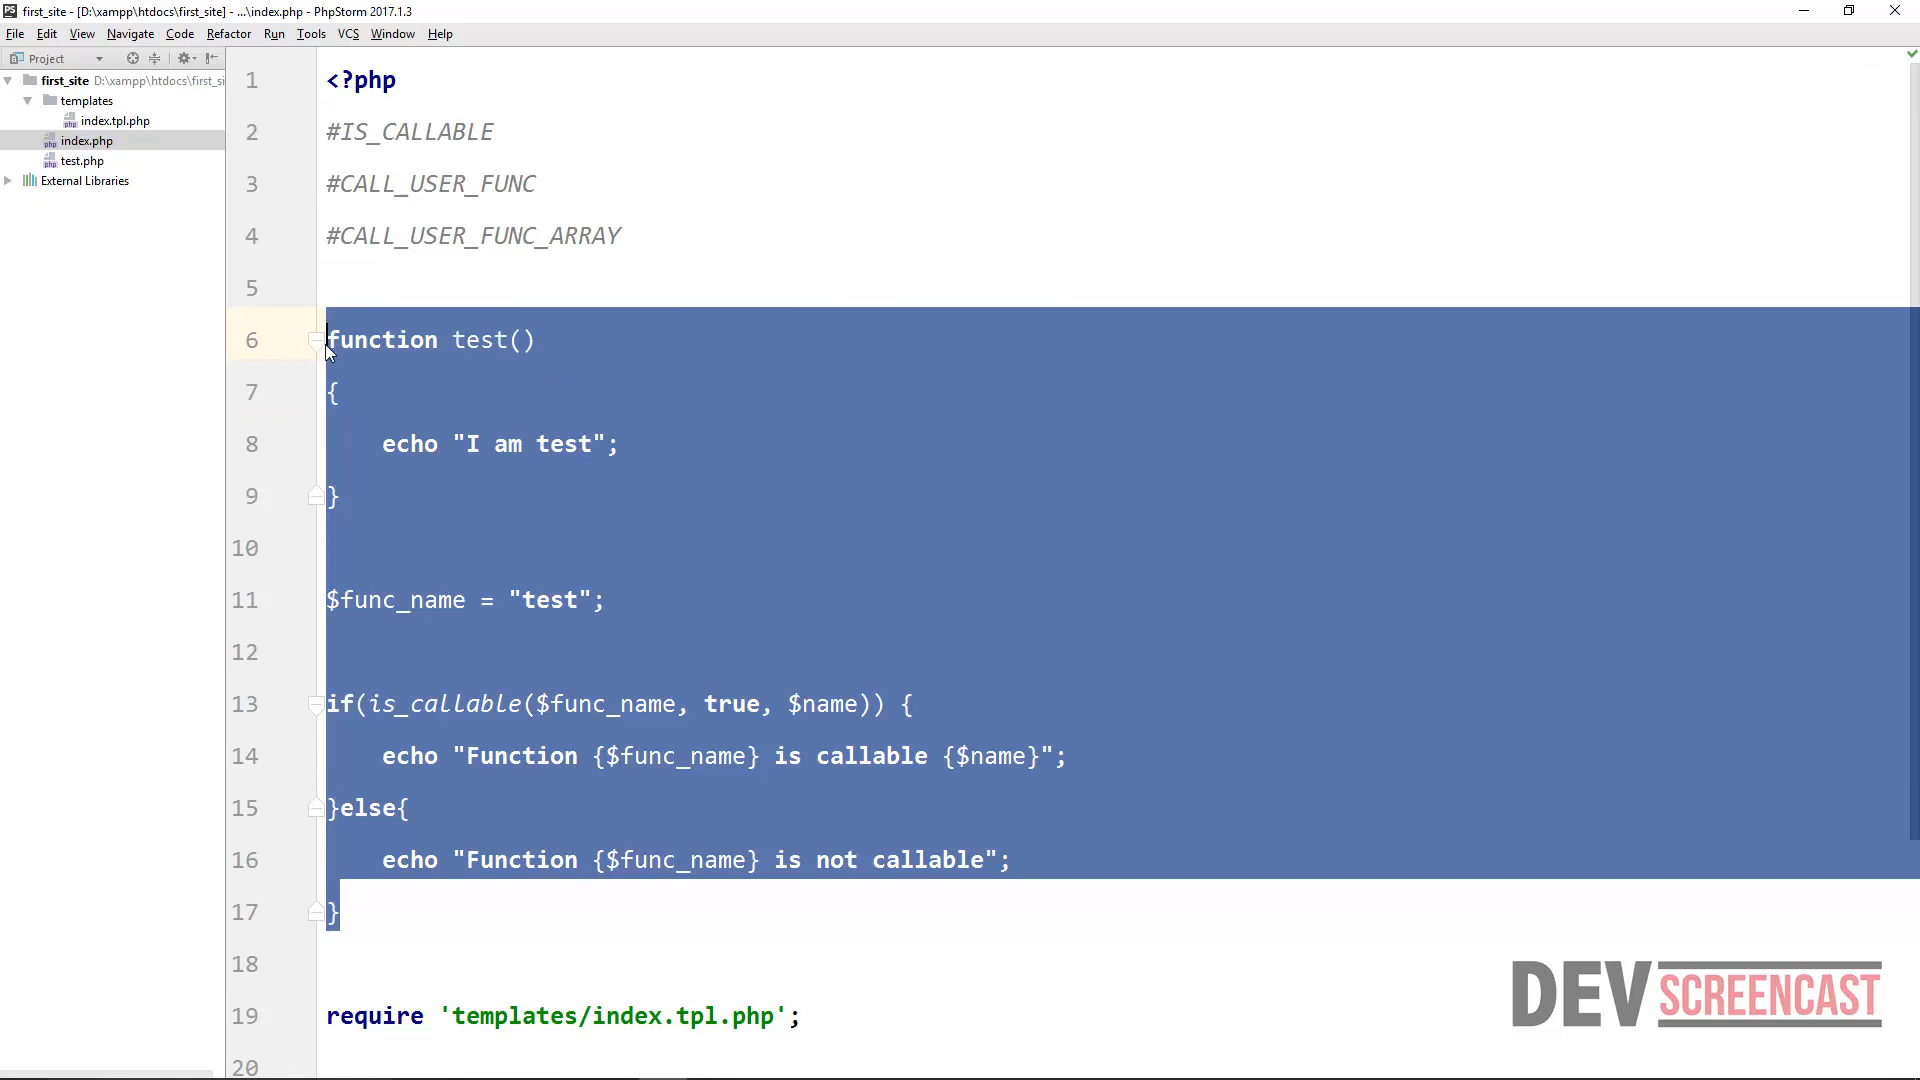 first_site - [D:\xampp\htdocs\first_site] - ...\index.php - PhpStorm 2017.1.3
File Edit View Navigate Code Refactor Run Tools VCS Window Help
Project
first_site D:\xampp\htdocs\first_si
templates
index.tpl.php
index.php
test.php
External Libraries
1 <?php
2 #IS_CALLABLE
3 #CALL_USER_FUNC
4 #CALL_USER_FUNC_ARRAY
5
6 function test()
7 {
8 echo "I am test";
9 }
10
11 $func_name = "test";
12
13 if(is_callable($func_name, true, $name)) {
14 echo "Function {$func_name} is callable {$name}";
15 }else{
16 echo "Function {$func_name} is not callable";
17 }
18
19 require 'templates/index.tpl.php';
20
DEVSCREENCAST